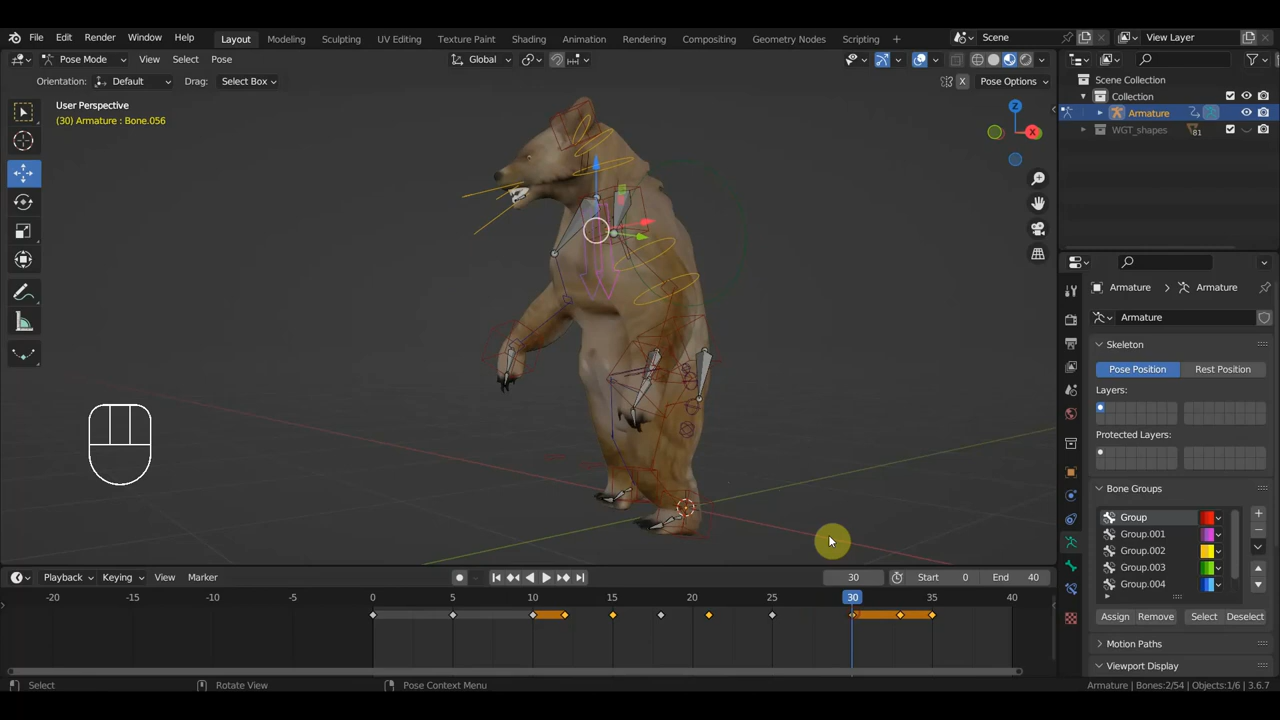 File Edit Render Window Help Layout Modeling Sculpting UV Editing Texture Paint Shading Animation Rendering Compositing Geometry Nodes Scripting + Scene View Layer
Pose Mode View Select Pose Global
Orientation: Default Drag: Select Box X Pose Options
User Perspective
(30) Armature : Bone.056
Z
X
Scene Collection
Collection
Armature
WGT_shapes 81
Armature > Armature
Armature
Skeleton
Pose Position Rest Position
Layers:
Protected Layers:
Bone Groups
Group
Group.001
Group.002
Group.003
Group.004
Assign Remove Select Deselect
Motion Paths
Viewport Display
Playback Keying View Marker 30 Start 0 End 40
-20 -10 0 5 10 15 20 25 30 35 40
Select Rotate View Pose Context Menu Armature | Bones:2/54 | Objects:1/6 | 3.6.7